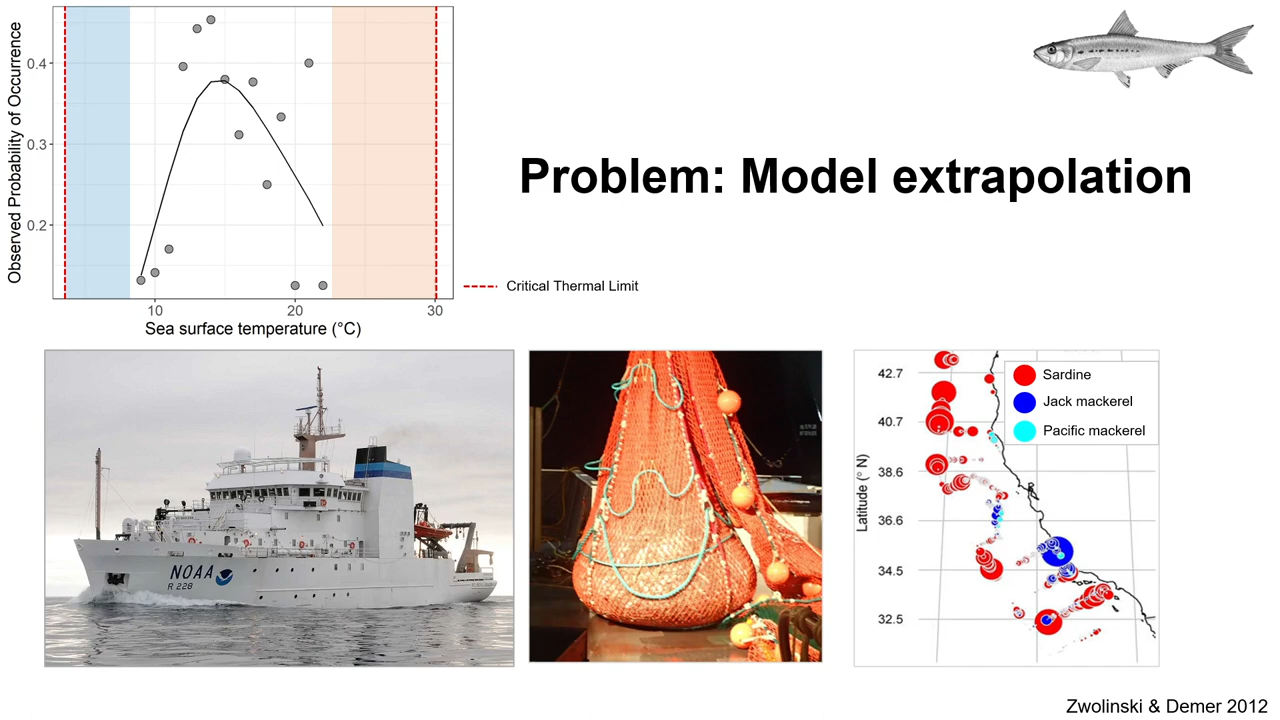 Observed Probability of Occurrence
0.4
0.3
0.2
10
20
30
Sea surface temperature (°C)
Critical Thermal Limit
Problem: Model extrapolation
NOAA
R 228
Latitude (° N)
42.7
40.7
38.6
36.6
34.5
32.5
Sardine
Jack mackerel
Pacific mackerel
Zwolinski & Demer 2012